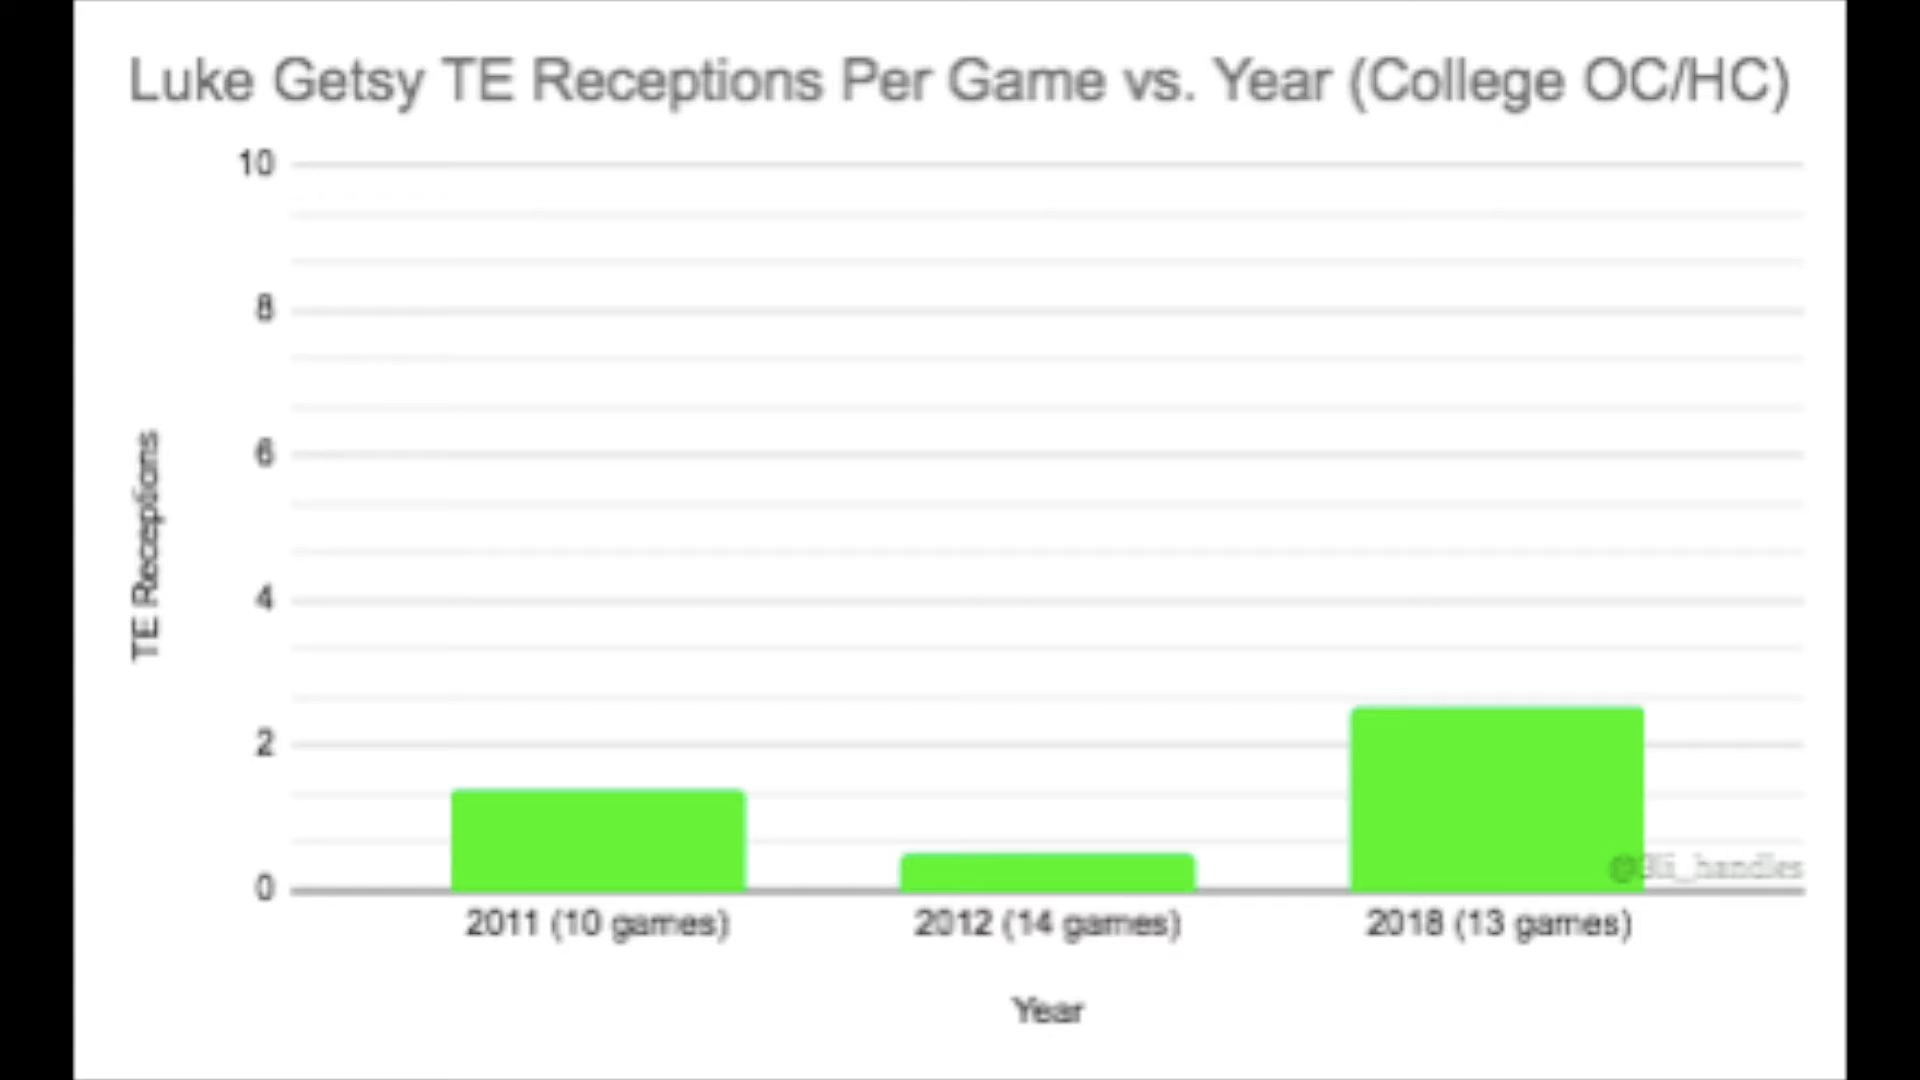 Luke Getsy TE Receptions Per Game vs. Year (College OC/HC)
10
8
6
4
2
0
TE Receptions
2011 (10 games)
2012 (14 games)
2018 (13 games)
Year